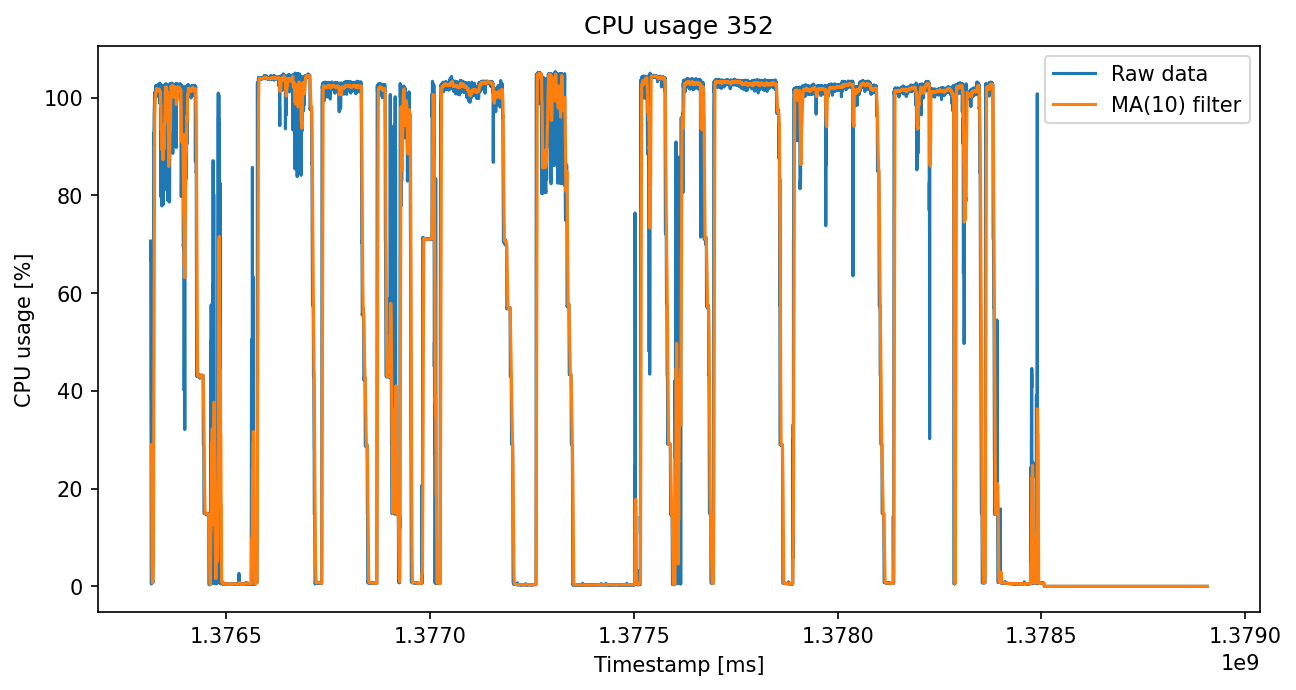 CPU usage 352
Raw data
MA(10) filter
CPU usage [%]
100
80
60
40
20
0
1.3765 1.3770 1.3775 1.3780 1.3785 1.3790
1e9
Timestamp [ms]